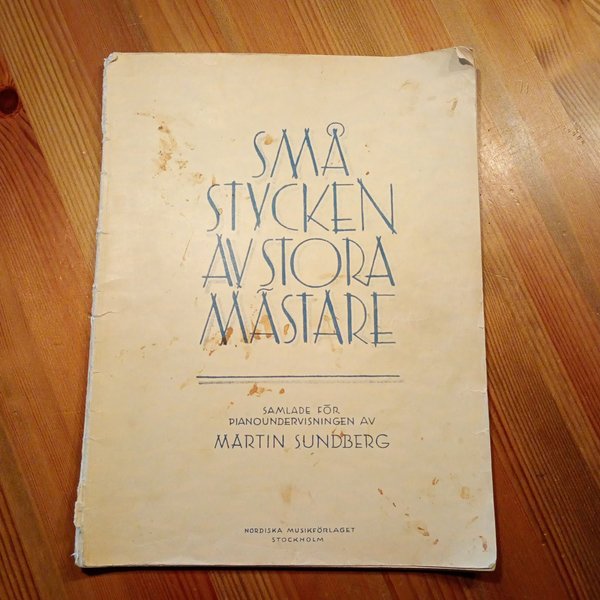 SMÅ
STYCKEN
AV STORA
MÄSTARE
SAMLADE FÖR
PIANOUNDERVISNINGEN AV
MARTIN SUNDBERG
NORDISKA MUSIKFÖRLAGET
STOCKHOLM